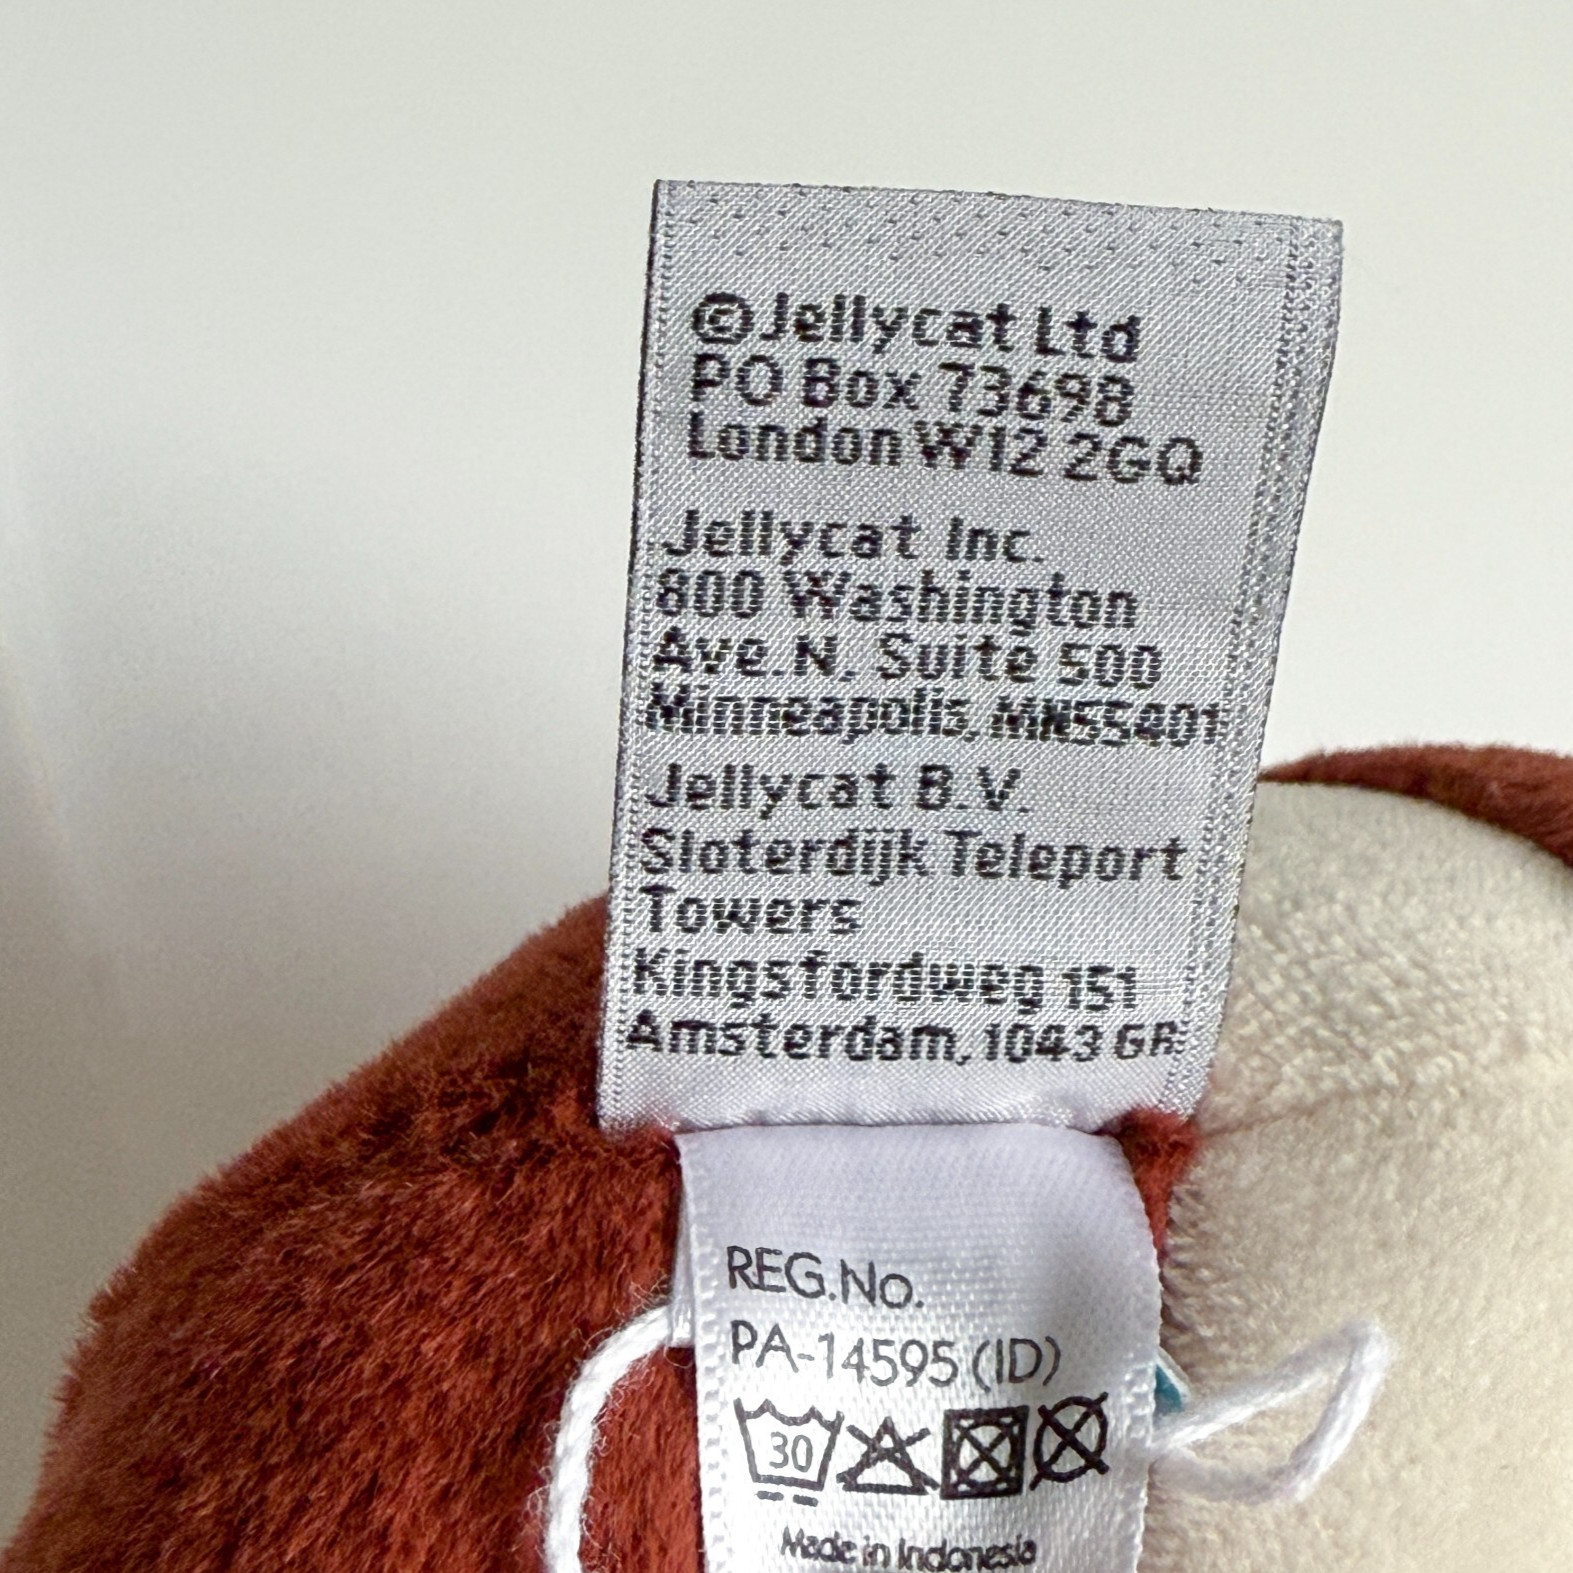 ©Jellycat Ltd
PO Box 73698
London W12 2GQ
Jellycat Inc.
800 Washington
Ave.N. Suite 500
Minneapolis, MN55401
Jellycat B.V.
Sloterdijk Teleport
Towers
Kingsfordweg 151
Amsterdam, 1043 GR
REG.No.
PA-14595 (ID)
30
Made in Indonesia